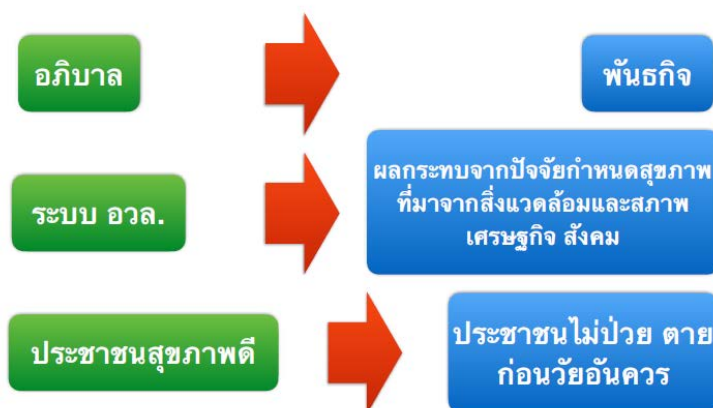 อภิบาล
พันธกิจ
ระบบ อวล.
ผลกระทบจากปัจจัยกำหนดสุขภาพ
ที่มาจากสิ่งแวดล้อมและสภาพ
เศรษฐกิจ สังคม
ประชาชนสุขภาพดี
ประชาชนไม่ป่วย ตาย
ก่อนวัยอันควร